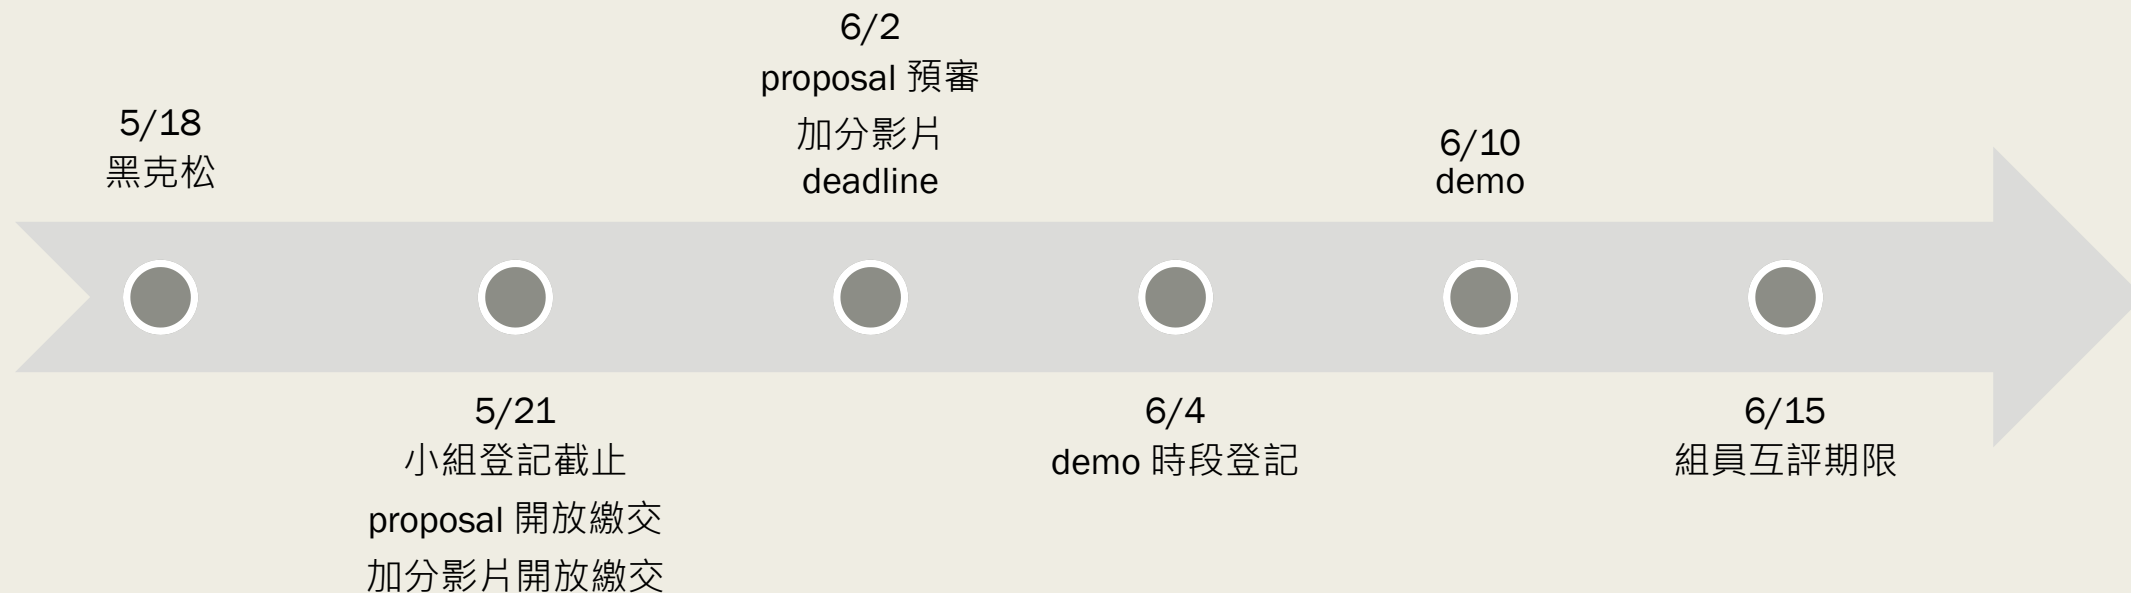 5/18
黑克松
5/21
小組登記截止
proposal 開放繳交
加分影片開放繳交
6/2
proposal 預審
加分影片
deadline
6/4
demo 時段登記
6/10
demo
6/15
組員互評期限